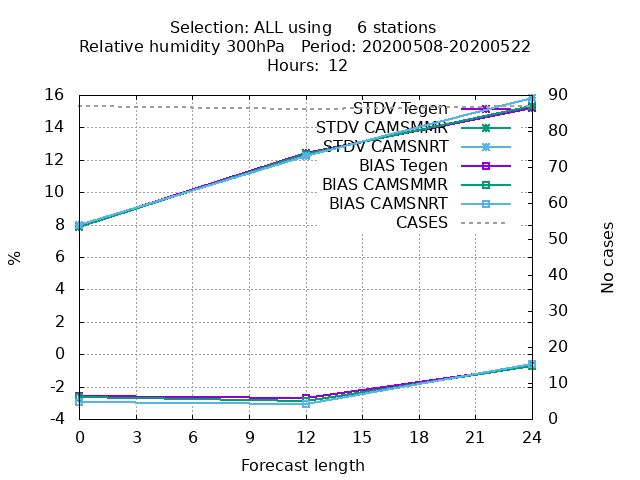 Selection: ALL using     6 stations
Relative humidity 300hPa   Period: 20200508-20200522
Hours:  12
16
14
12
10
8
6
4
2
0
-2
-4
%
90
80
70
60
50
40
30
20
10
0
No cases
STDV Tegen
STDV CAMSMMR
STDV CAMSNRT
BIAS Tegen
BIAS CAMSMMR
BIAS CAMSNRT
CASES
0 3 6 9 12 15 18 21 24
Forecast length